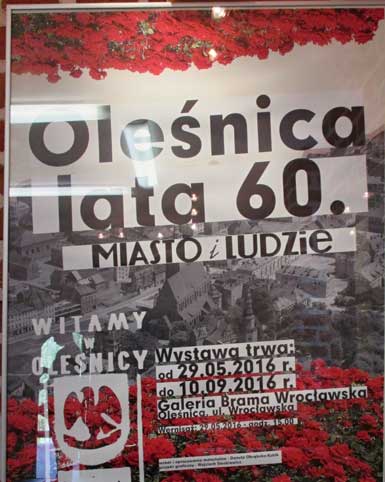 Oleśnica
lata 60.
MIASTO i LUDZIE
WITAMY
w
OLEŚNICY
Wystawa trwa:
od 29.05.2016 r.
do 10.09.2016 r.
Galeria Brama Wrocławska
Oleśnica, ul. Wrocławska
Wernisaż: 29.05.2016 - godz. 15.00